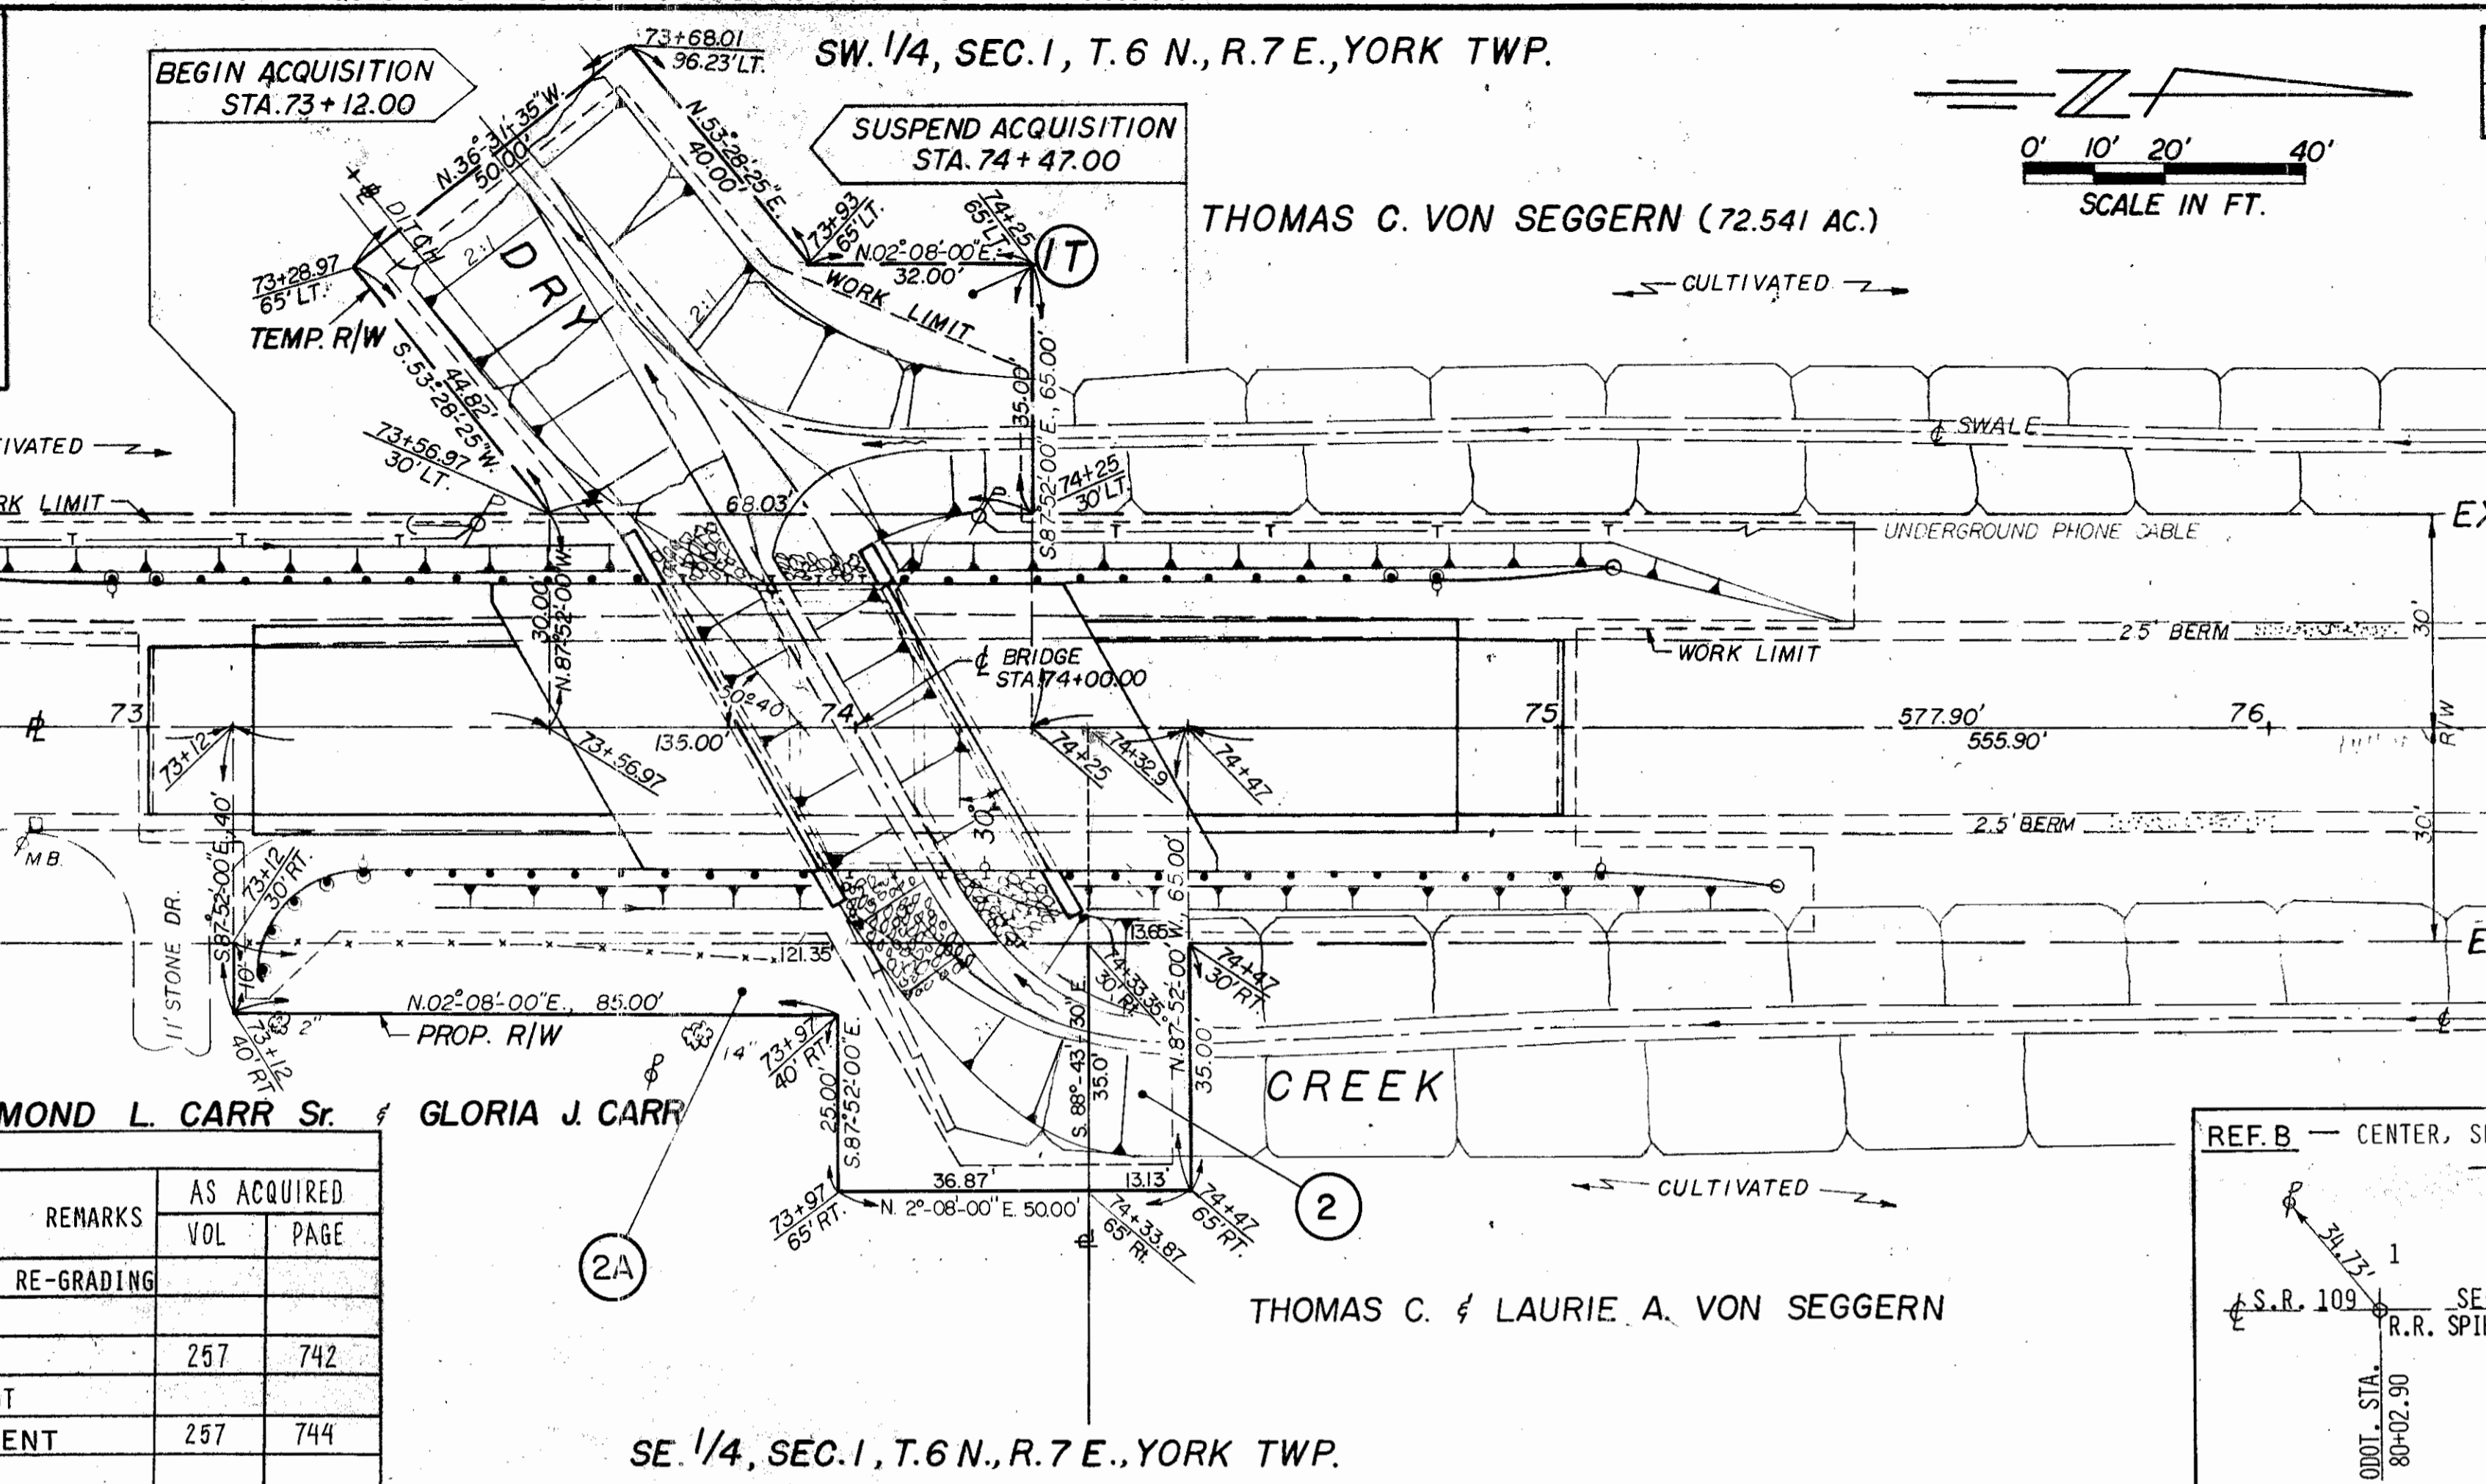 SW. 1/4, SEC. 1, T. 6 N., R. 7 E., YORK TWP.
BEGIN ACQUISITION
STA. 73 + 12.00
73+68.01
96.23' LT.
SUSPEND ACQUISITION
STA. 74 + 47.00
0' 10' 20' 40'
SCALE IN FT.
THOMAS C. VON SEGGERN (72.541 AC.)
CULTIVATED
N. 36°-31'-35" W.
50.00'
N. 53°-28'-25" E.
40.00'
73+93
65' LT.
74+25
65' LT.
1T
N. 02°-08'-00" E.
32.00'
WORK LIMIT
DITCH
2:1
DRY
2:1
73+28.97
65' LT.
TEMP. R/W
S. 53°-28'-25" W.
44.82'
73+56.97
30' LT.
35.00'
S. 87°-52'-00" E., 65.00'
74+25
30' LT.
68.03'
℄ SWALE
IVATED
RK LIMIT
T T T T T T T
UNDERGROUND PHONE CABLE
EX
30.00'
N. 87°-52'-00" W.
2.5' BERM
30'
WORK LIMIT
℄ BRIDGE
STA. 74+00.00
50°40'
73
74
75
76
577.90'
555.90'
R/W
135.00'
73+12
73+56.97
74+25
74+32.9
74+47
30°
2.5' BERM
30'
M B.
11' STONE DR.
S. 87°-52'-00" E., 40'
73+12
30' RT.
10'
121.35'
13.65'
N. 87°-52'-00" W., 65.00'
74+33.35
30' Rt.
74+47
30' RT.
E
N. 02°-08'-00" E., 85.00'
2"
PROP. R/W
73+12
40' RT.
14"
73+97
40' RT.
25.00'
S. 87°-52'-00" E.
S. 88°-43'-30" E.
35.0'
35.00'
CREEK
℄
MOND L. CARR Sr. & GLORIA J. CARR
36.87'
13.13'
N. 2°-08'-00" E. 50.00'
73+97
65' RT.
74+33.87
65' Rt.
74+47
65' RT.
2
2A
CULTIVATED
REMARKS
AS ACQUIRED
VOL PAGE
RE-GRADING
257 742
T
ENT 257 744
THOMAS C. & LAURIE A. VON SEGGERN
REF. B — CENTER,
34.73'
1
℄ S.R. 109
R.R.
ODOT. STA.
80+02.90
SE. 1/4, SEC. 1, T. 6 N., R. 7 E., YORK TWP.